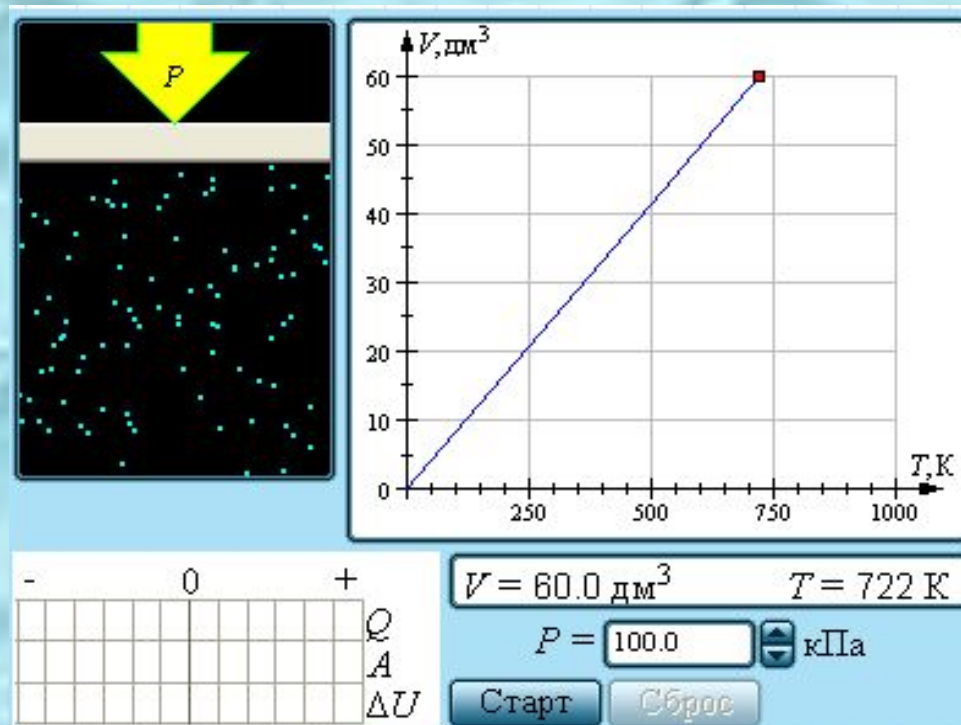 P
V, дм³
60
50
40
30
20
10
0
250 500 750 1000
T, К
- 0 +
Q
A
ΔU
V = 60.0 дм³ T = 722 К
P = 100.0 кПа
Старт Сброс